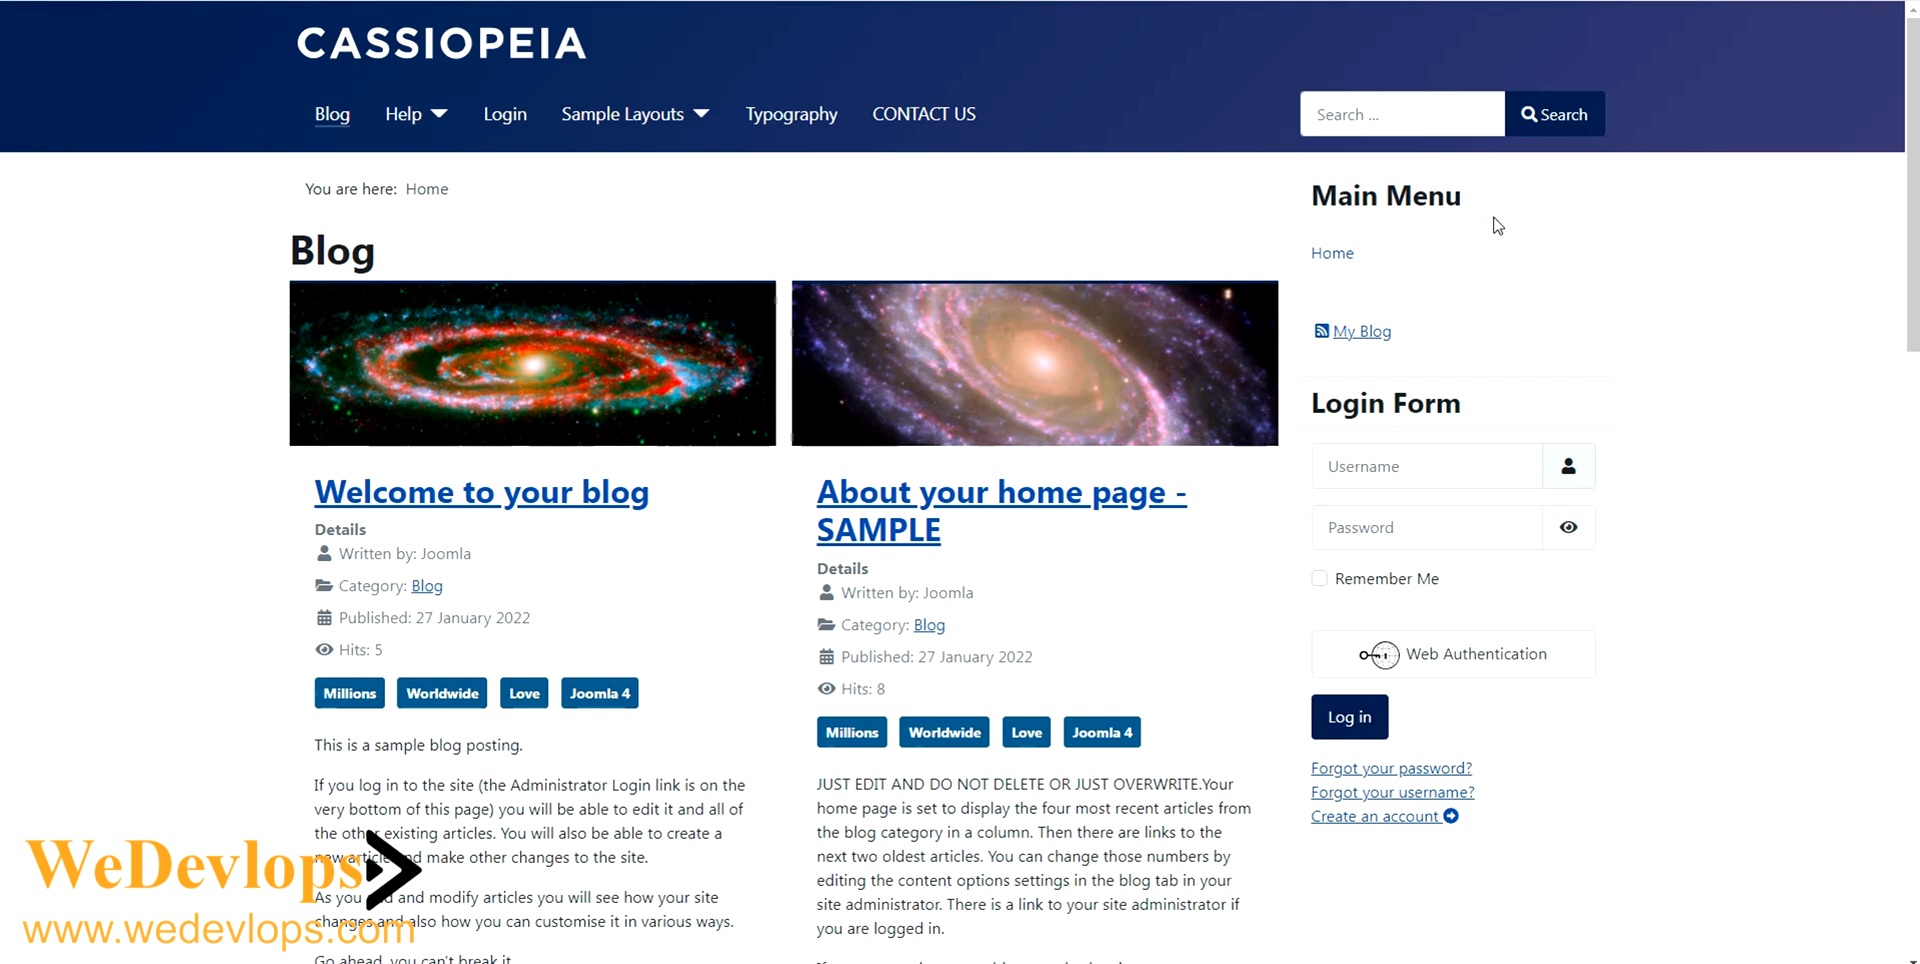 CASSIOPEIA
Blog Help Login Sample Layouts Typography CONTACT US
Search ...
Search
You are here: Home
Blog
Welcome to your blog
Details
Written by: Joomla
Category: Blog
Published: 27 January 2022
Hits: 5
Millions Worldwide Love Joomla 4
This is a sample blog posting.
If you log in to the site (the Administrator Login link is on the
very bottom of this page) you will be able to edit it and all of
the other existing articles. You will also be able to create a
new article and make other changes to the site.
As you add and modify articles you will see how your site
changes and also how you can customise it in various ways.
Go ahead, you can't break it.
About your home page -
SAMPLE
Details
Written by: Joomla
Category: Blog
Published: 27 January 2022
Hits: 8
Millions Worldwide Love Joomla 4
JUST EDIT AND DO NOT DELETE OR JUST OVERWRITE.Your
home page is set to display the four most recent articles from
the blog category in a column. Then there are links to the
next two oldest articles. You can change those numbers by
editing the content options settings in the blog tab in your
site administrator. There is a link to your site administrator if
you are logged in.
Main Menu
Home
My Blog
Login Form
Username
Password
Remember Me
Web Authentication
Log in
Forgot your password?
Forgot your username?
Create an account
WeDevlops
www.wedevlops.com